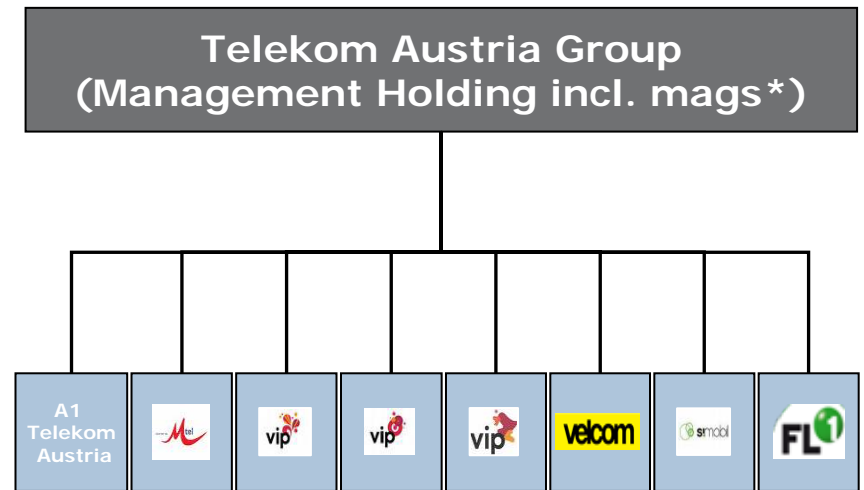 Telekom Austria Group
(Management Holding incl. mags*)
A1
Telekom
Austria
Mtel
vip
vip
vip
velcom
simobil
FL1